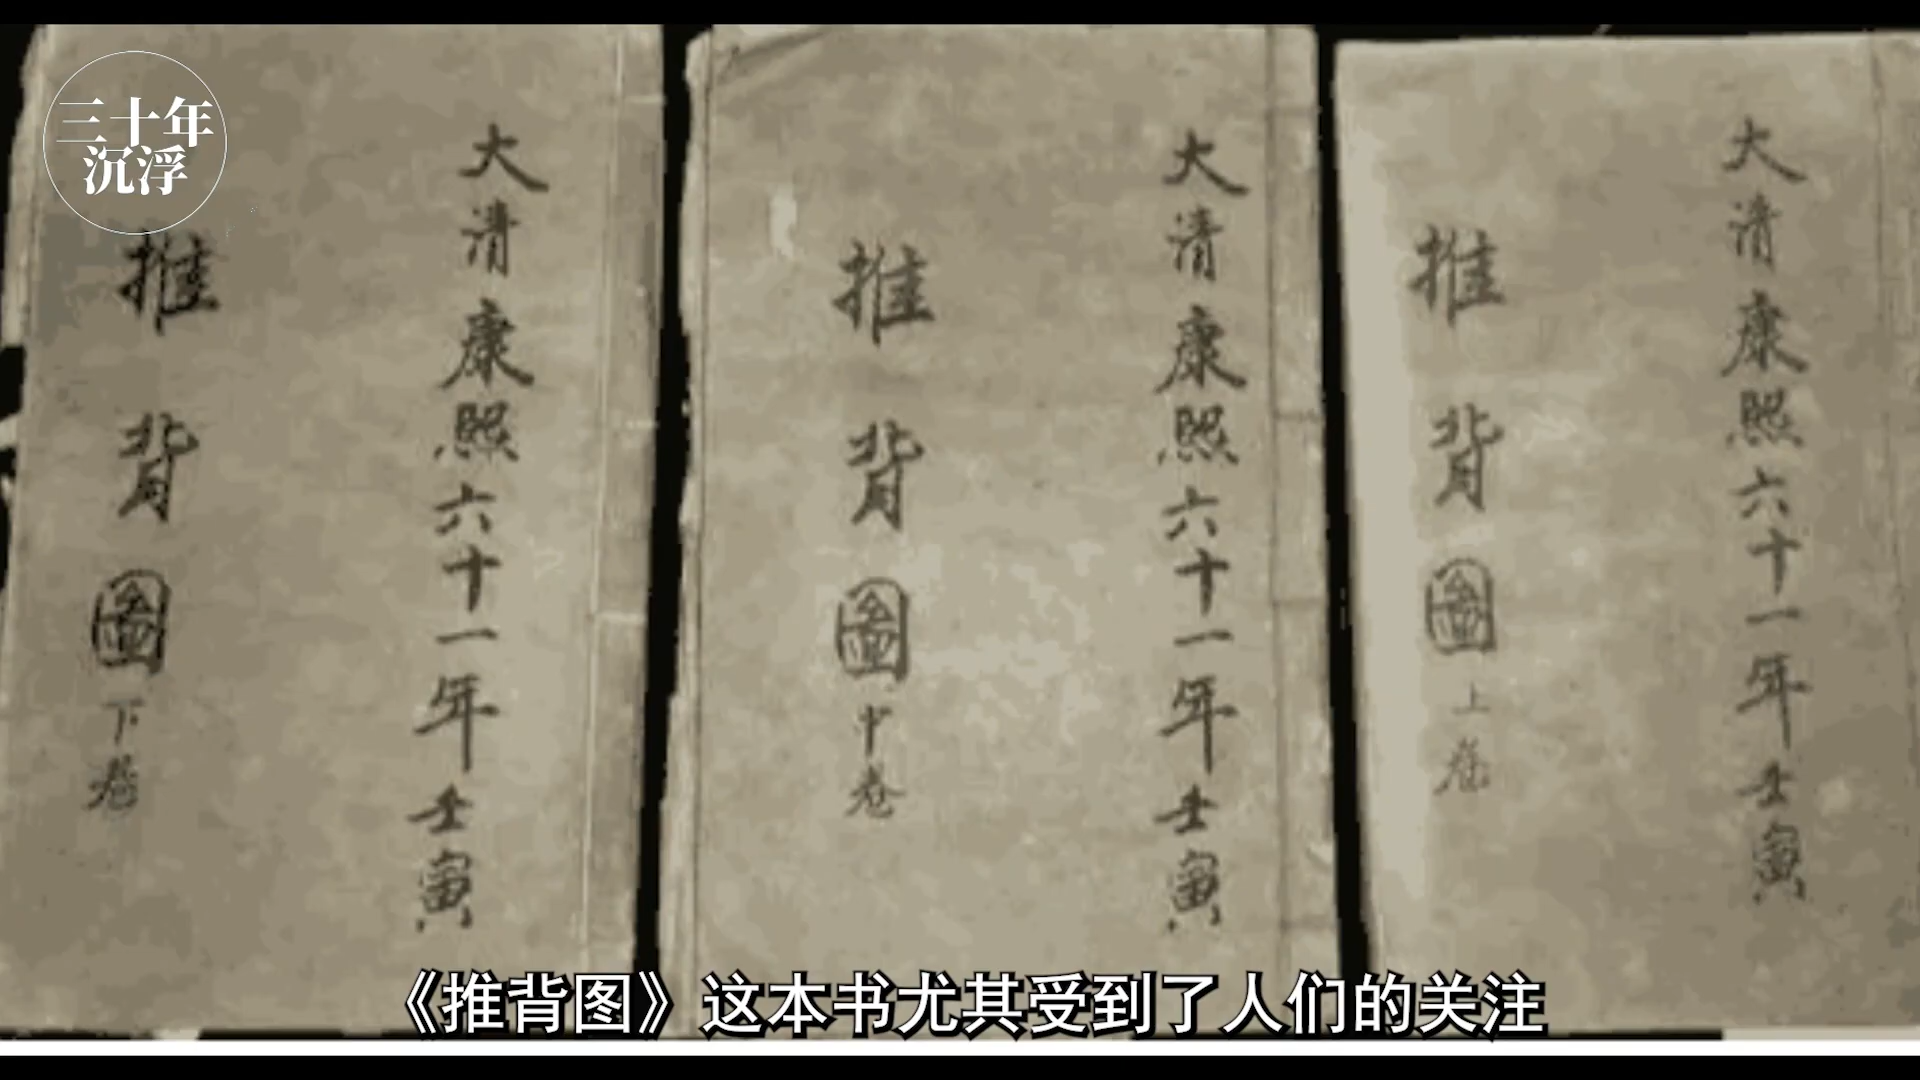 三十年
沉浮
大清康熙六十一年壬寅
推背圖上卷
大清康熙六十一年壬寅
推背圖中卷
大清康熙六十一年壬寅
推背圖下卷
《推背图》这本书尤其受到了人们的关注